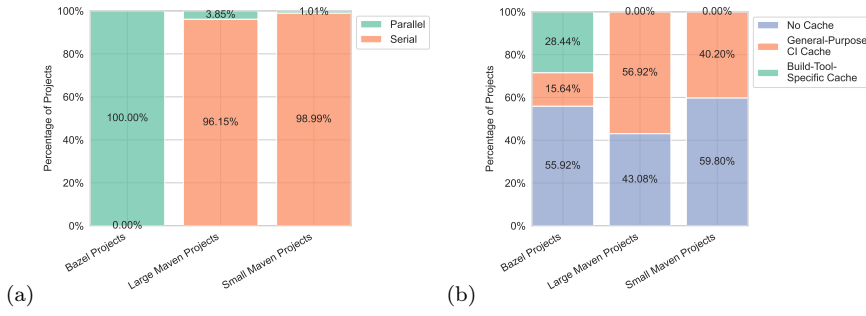 100%
80%
60%
40%
20%
0%
Percentage of Projects
100.00%
0.00%
3.85%
96.15%
1.01%
98.99%
Bazel Projects
Large Maven Projects
Small Maven Projects
Parallel
Serial
(a)
100%
80%
60%
40%
20%
0%
Percentage of Projects
28.44%
15.64%
55.92%
0.00%
56.92%
43.08%
0.00%
40.20%
59.80%
Bazel Projects
Large Maven Projects
Small Maven Projects
No Cache
General-Purpose
CI Cache
Build-Tool-
Specific Cache
(b)